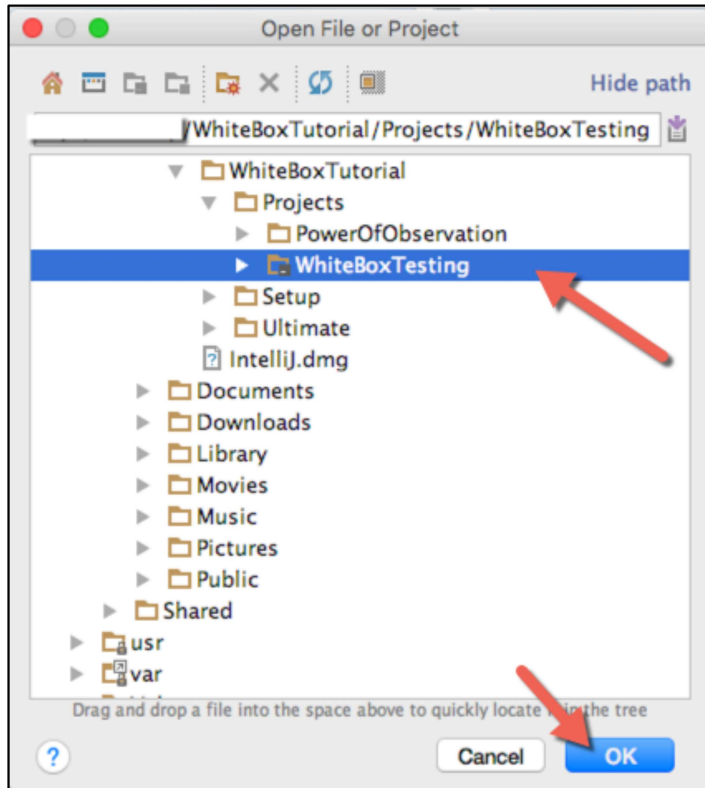 Open File or Project
Hide path
/WhiteBoxTutorial/Projects/WhiteBoxTesting
WhiteBoxTutorial
Projects
PowerOfObservation
WhiteBoxTesting
Setup
Ultimate
? IntelliJ.dmg
Documents
Downloads
Library
Movies
Music
Pictures
Public
Shared
usr
var
Drag and drop a file into the space above to quickly locate in the tree
? Cancel OK